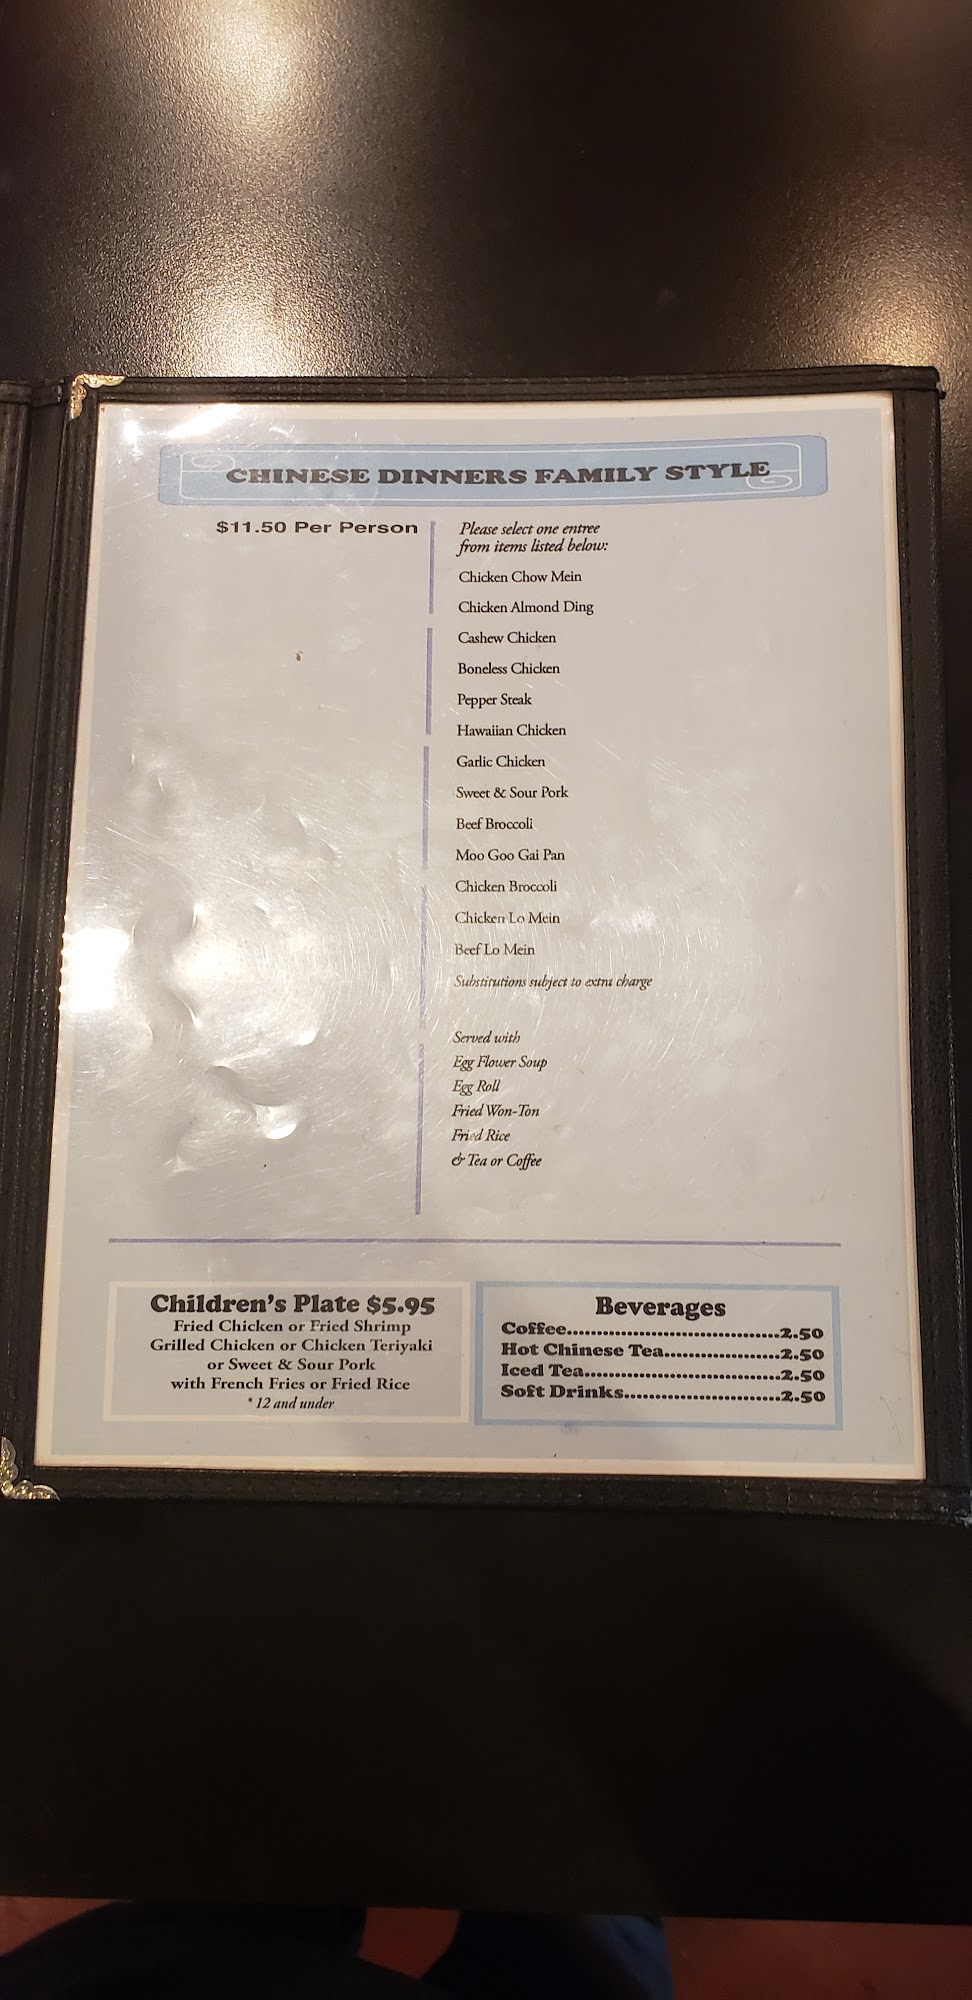 CHINESE DINNERS FAMILY STYLE
$11.50 Per Person
Please select one entree
from items listed below:
Chicken Chow Mein
Chicken Almond Ding
Cashew Chicken
Boneless Chicken
Pepper Steak
Hawaiian Chicken
Garlic Chicken
Sweet & Sour Pork
Beef Broccoli
Moo Goo Gai Pan
Chicken Broccoli
Chicken Lo Mein
Beef Lo Mein
Substitutions subject to extra charge
Served with
Egg Flower Soup
Egg Roll
Fried Won-Ton
Fried Rice
& Tea or Coffee
Children's Plate $5.95
Fried Chicken or Fried Shrimp
Grilled Chicken or Chicken Teriyaki
or Sweet & Sour Pork
with French Fries or Fried Rice
*12 and under
Beverages
Coffee.....................................2.50
Hot Chinese Tea....................2.50
Iced Tea..................................2.50
Soft Drinks...........................2.50